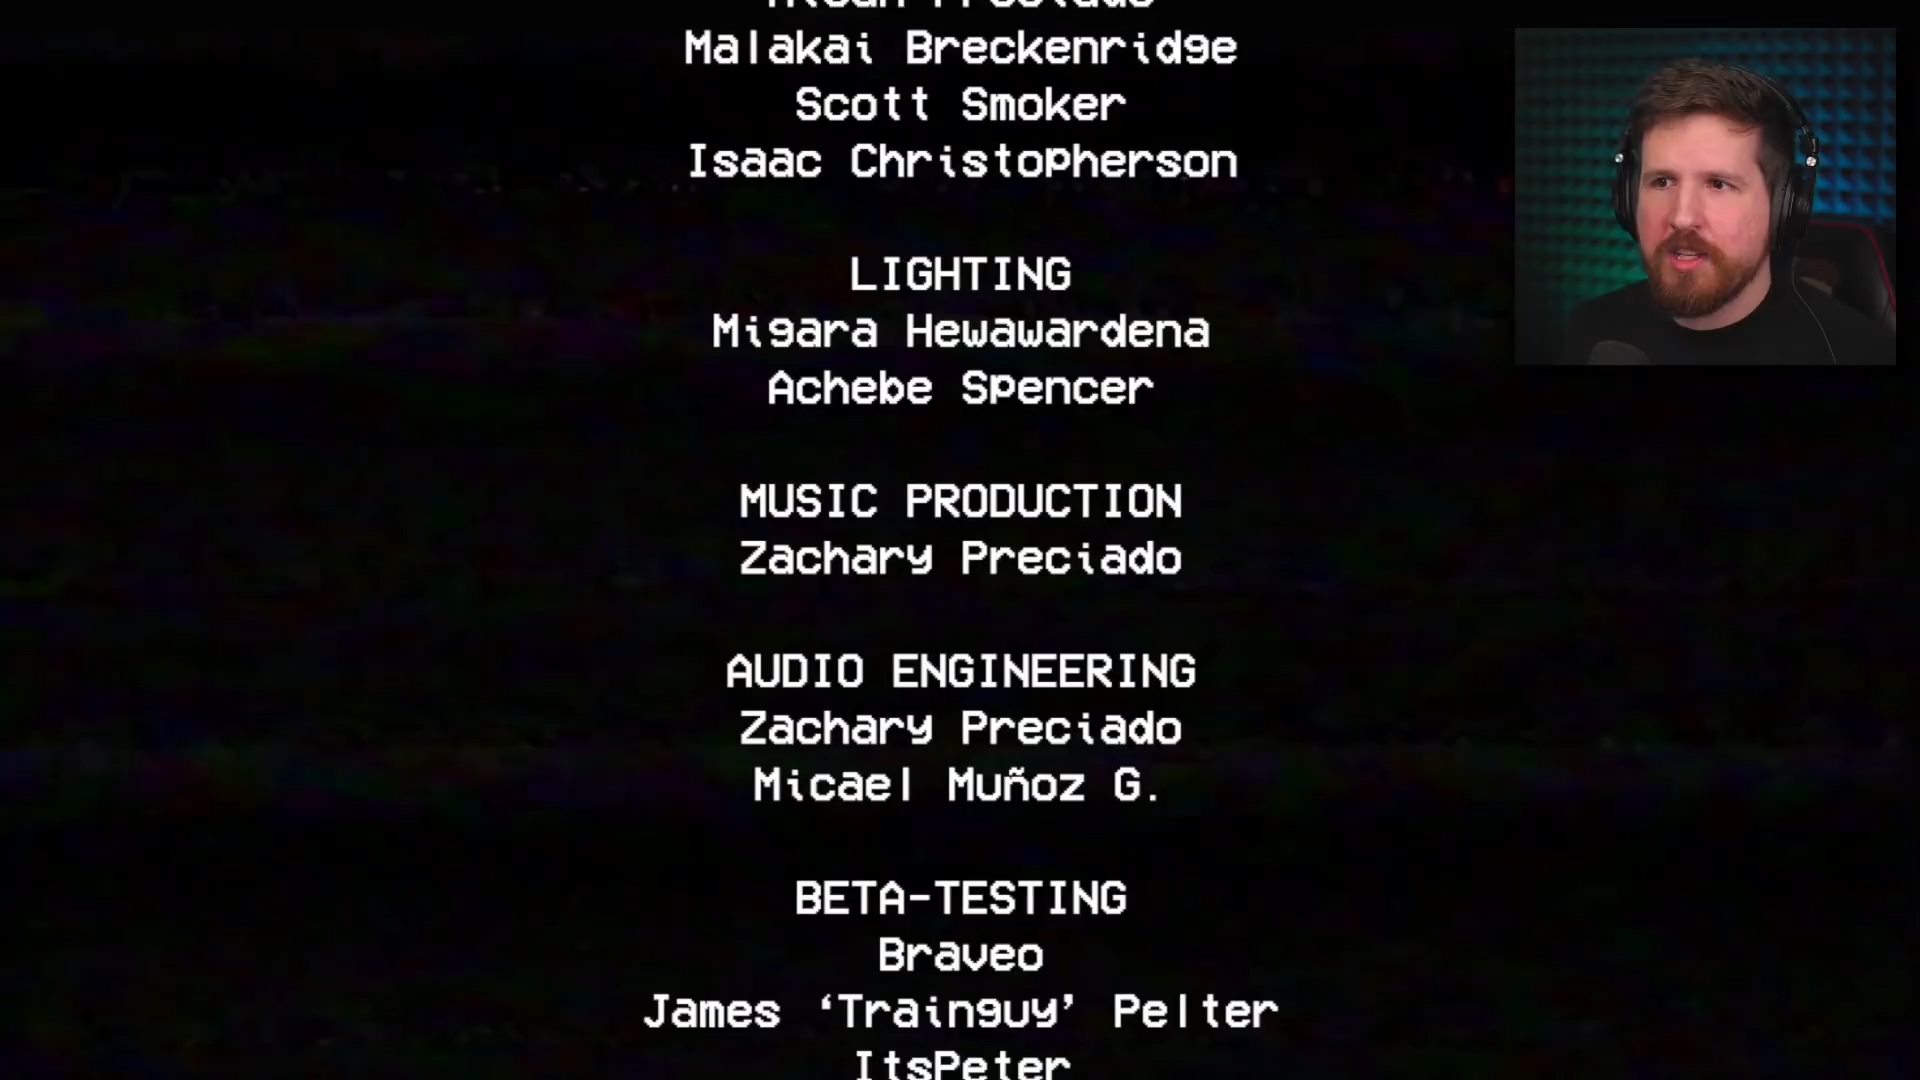 Malakai Breckenridge
Scott Smoker
Isaac Christopherson
LIGHTING
Migara Hewawardena
Achebe Spencer
MUSIC PRODUCTION
Zachary Preciado
AUDIO ENGINEERING
Zachary Preciado
Micael Muñoz G.
BETA-TESTING
Braveo
James ‘Trainguy’ Pelter
ItsPeter